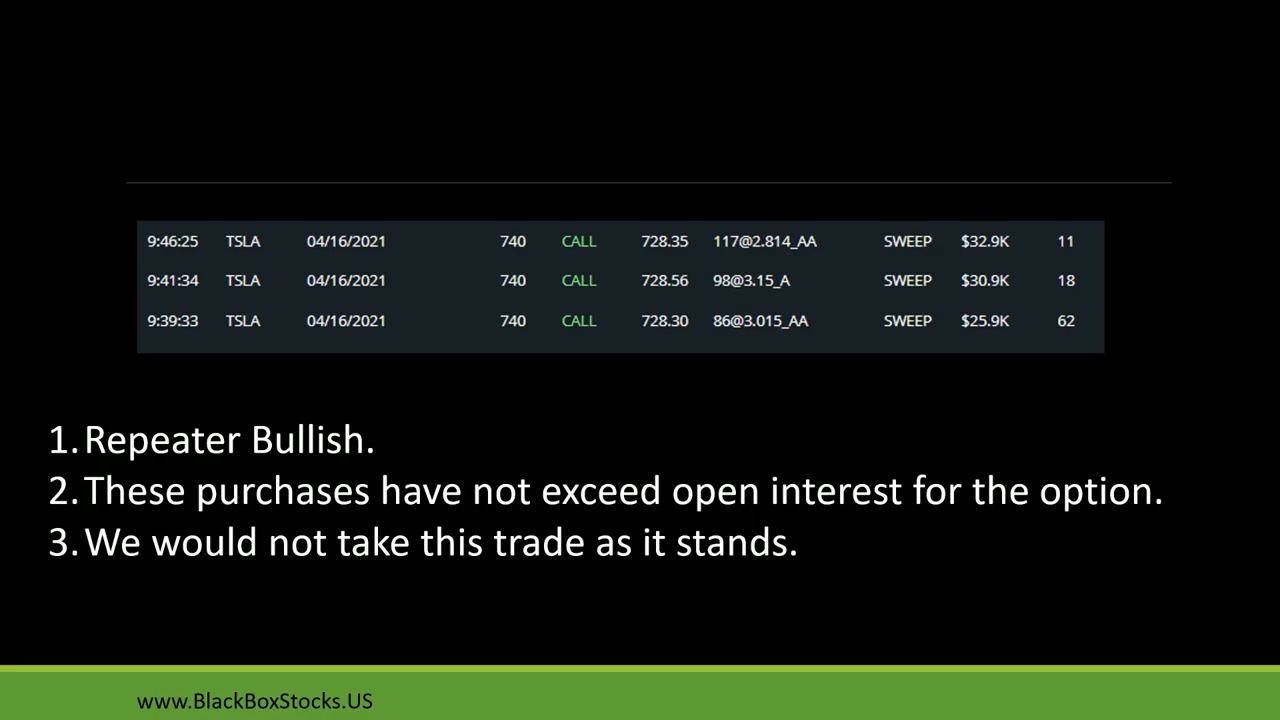 9:46:25 TSLA 04/16/2021 740 CALL 728.35 117@2.814_AA SWEEP $32.9K 11
9:41:34 TSLA 04/16/2021 740 CALL 728.56 98@3.15_A SWEEP $30.9K 18
9:39:33 TSLA 04/16/2021 740 CALL 728.30 86@3.015_AA SWEEP $25.9K 62
1. Repeater Bullish.
2. These purchases have not exceed open interest for the option.
3. We would not take this trade as it stands.
www.BlackBoxStocks.US